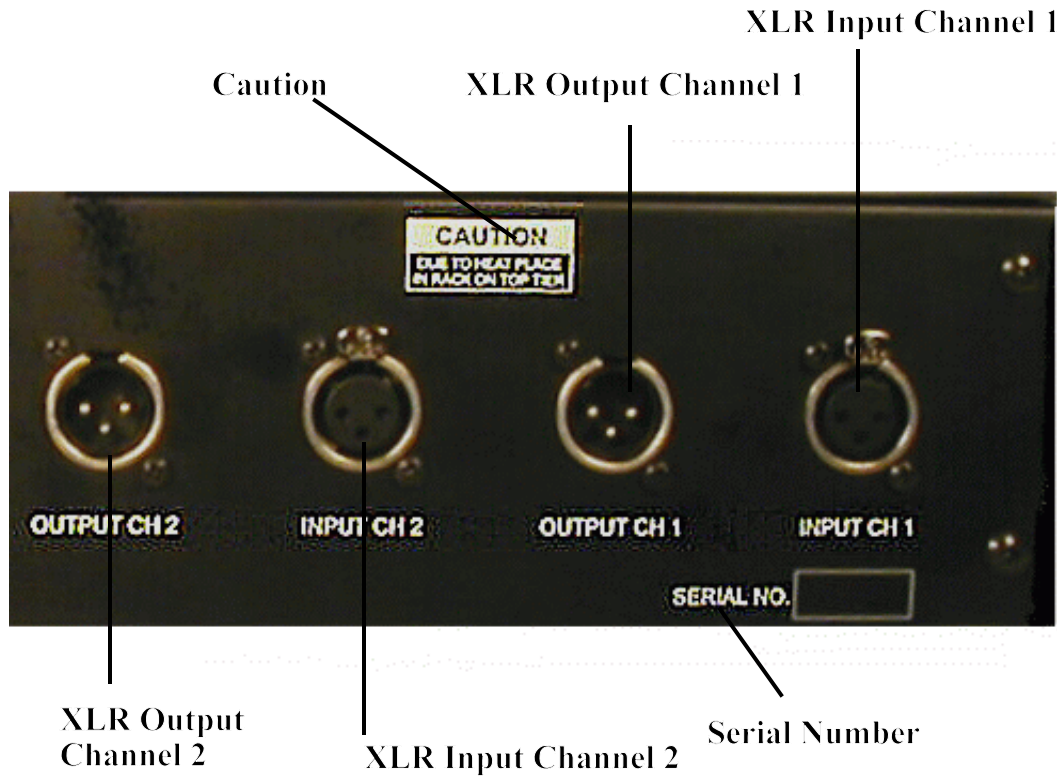 XLR Input Channel 1
Caution
XLR Output Channel 1
CAUTION
DUE TO HEAT PLACE
IN RACK ON TOP TIER
OUTPUT CH 2
INPUT CH 2
OUTPUT CH 1
INPUT CH 1
SERIAL NO.
XLR Output
Channel 2
XLR Input Channel 2
Serial Number